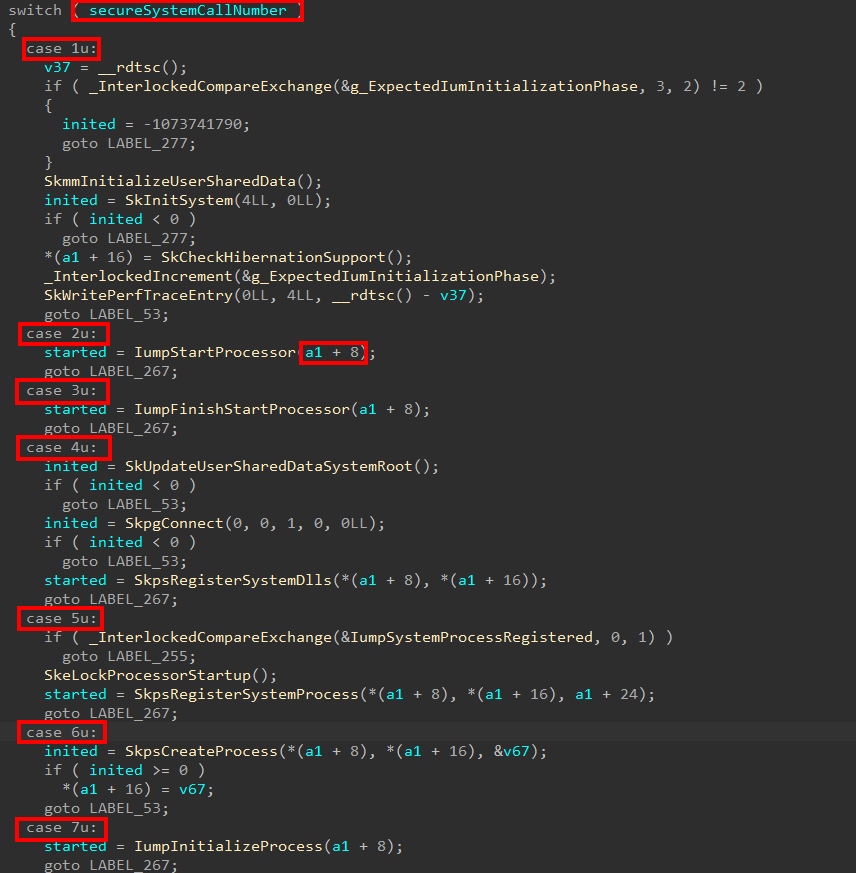 switch ( secureSystemCallNumber )
{
case 1u:
v37 = __rdtsc();
if ( _InterlockedCompareExchange(&g_ExpectedIumInitializationPhase, 3, 2) != 2 )
{
inited = -1073741790;
goto LABEL_277;
}
SkmmInitializeUserSharedData();
inited = SkInitSystem(4LL, 0LL);
if ( inited < 0 )
goto LABEL_277;
*(a1 + 16) = SkCheckHibernationSupport();
_InterlockedIncrement(&g_ExpectedIumInitializationPhase);
SkWritePerfTraceEntry(0LL, 4LL, __rdtsc() - v37);
goto LABEL_53;
case 2u:
started = IumpStartProcessor(a1 + 8);
goto LABEL_267;
case 3u:
started = IumpFinishStartProcessor(a1 + 8);
goto LABEL_267;
case 4u:
inited = SkUpdateUserSharedDataSystemRoot();
if ( inited < 0 )
goto LABEL_53;
inited = SkpgConnect(0, 0, 1, 0, 0LL);
if ( inited < 0 )
goto LABEL_53;
started = SkpsRegisterSystemDlls(*(a1 + 8), *(a1 + 16));
goto LABEL_267;
case 5u:
if ( _InterlockedCompareExchange(&IumpSystemProcessRegistered, 0, 1) )
goto LABEL_255;
SkeLockProcessorStartup();
started = SkpsRegisterSystemProcess(*(a1 + 8), *(a1 + 16), a1 + 24);
goto LABEL_267;
case 6u:
inited = SkpsCreateProcess(*(a1 + 8), *(a1 + 16), &v67);
if ( inited >= 0 )
*(a1 + 16) = v67;
goto LABEL_53;
case 7u:
started = IumpInitializeProcess(a1 + 8);
goto LABEL_267;